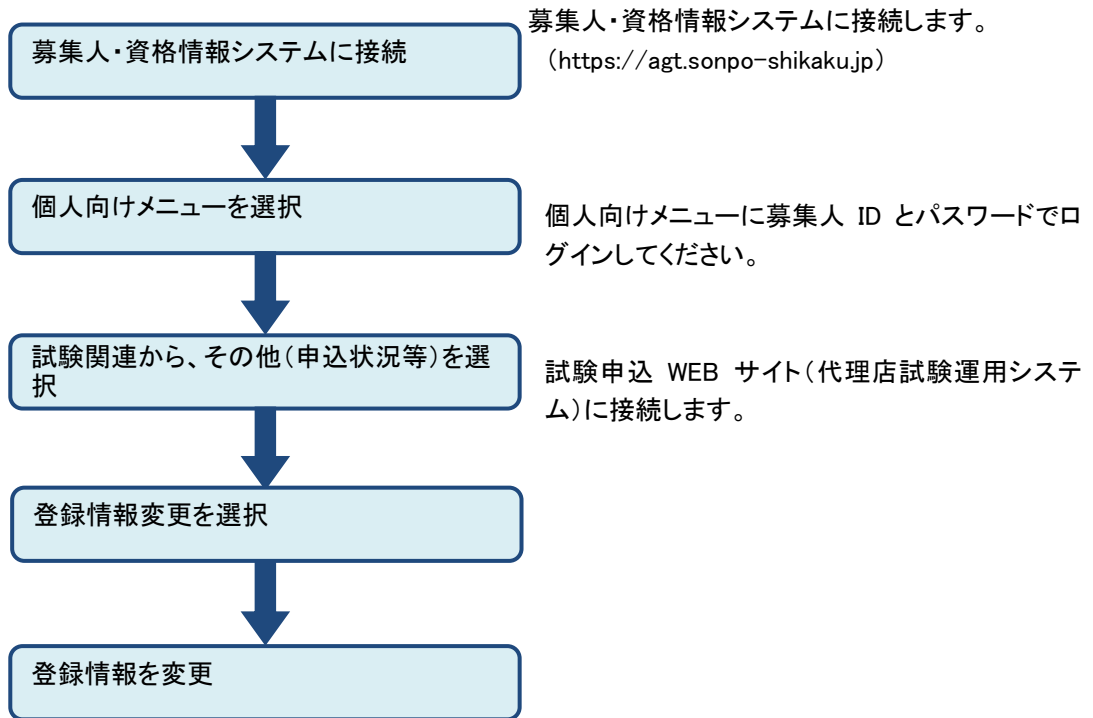 募集人・資格情報システムに接続
募集人・資格情報システムに接続します。
（https://agt.sonpo-shikaku.jp）
個人向けメニューを選択
個人向けメニューに募集人 ID とパスワードでロ
グインしてください。
試験関連から、その他（申込状況等）を選
択
試験申込 WEB サイト（代理店試験運用システ
ム）に接続します。
登録情報変更を選択
登録情報を変更